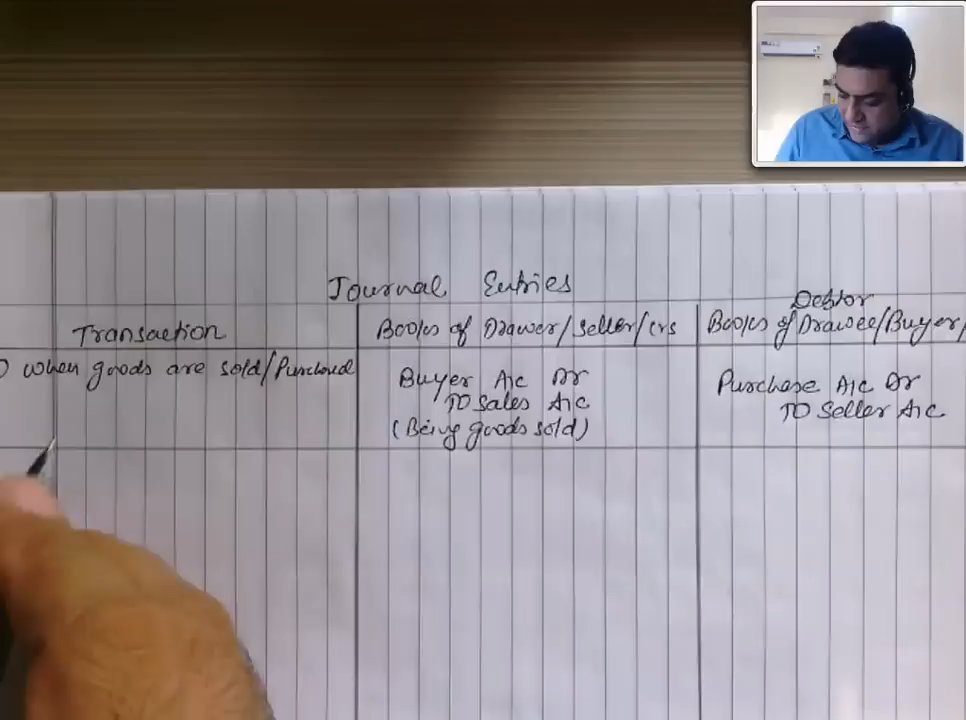 Journal Entries
Transaction
Books of Drawer/Seller/crs
Debtor
Books of Drawee/Buyer/
when goods are sold/Purchased
Buyer A/c Dr
TO Sales A/c
(Being goods sold)
Purchase A/c Dr
TO Seller A/c